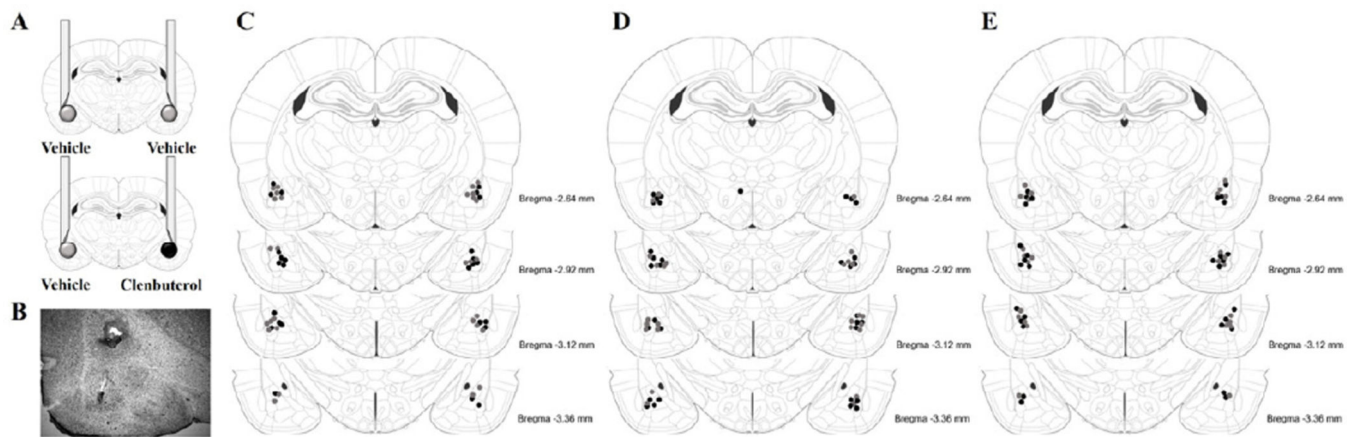 A
C
D
E
Vehicle Vehicle
Vehicle Clenbuterol
B
Bregma -2.64 mm
Bregma -2.92 mm
Bregma -3.12 mm
Bregma -3.36 mm
Bregma -2.64 mm
Bregma -2.92 mm
Bregma -3.12 mm
Bregma -3.36 mm
Bregma -2.64 mm
Bregma -2.92 mm
Bregma -3.12 mm
Bregma -3.36 mm